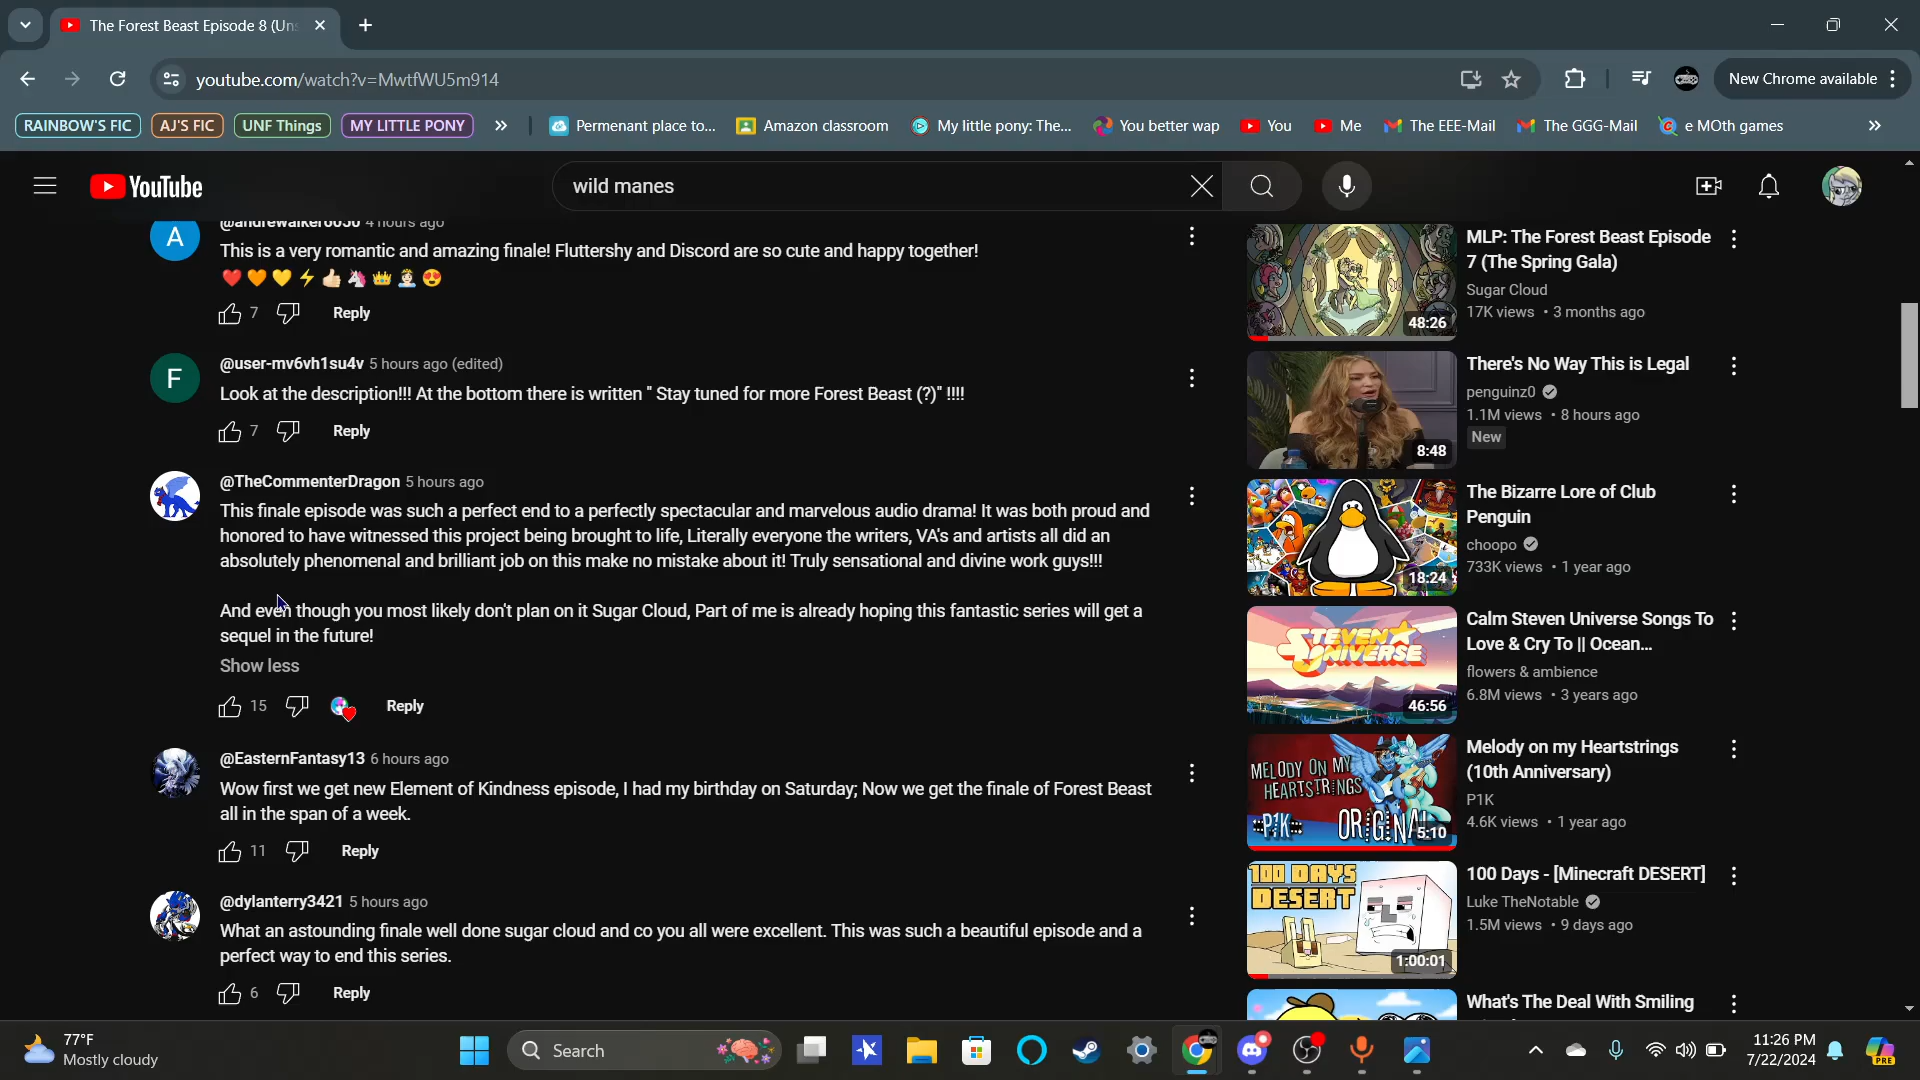 The Forest Beast Episode 8 (Uns
youtube.com/watch?v=MwtfWU5m914
New Chrome available
RAINBOW'S FIC
AJ'S FIC
UNF Things
MY LITTLE PONY
Permenant place to...
Amazon classroom
My little pony: The...
You better wap
You
Me
The EEE-Mail
The GGG-Mail
e MOth games
YouTube
wild manes
@andrewalker6050 4 hours ago
This is a very romantic and amazing finale! Fluttershy and Discord are so cute and happy together!
❤️🧡💛⚡👍🏻🦄👑👸🏻😍
7
Reply
@user-mv6vh1su4v 5 hours ago (edited)
Look at the description!!! At the bottom there is written " Stay tuned for more Forest Beast (?)" !!!!
7
Reply
@TheCommenterDragon 5 hours ago
This finale episode was such a perfect end to a perfectly spectacular and marvelous audio drama! It was both proud and
honored to have witnessed this project being brought to life, Literally everyone the writers, VA's and artists all did an
absolutely phenomenal and brilliant job on this make no mistake about it! Truly sensational and divine work guys!!!
And even though you most likely don't plan on it Sugar Cloud, Part of me is already hoping this fantastic series will get a
sequel in the future!
Show less
15
Reply
@EasternFantasy13 6 hours ago
Wow first we get new Element of Kindness episode, I had my birthday on Saturday; Now we get the finale of Forest Beast
all in the span of a week.
11
Reply
@dylanterry3421 5 hours ago
What an astounding finale well done sugar cloud and co you all were excellent. This was such a beautiful episode and a
perfect way to end this series.
6
Reply
48:26
MLP: The Forest Beast Episode
7 (The Spring Gala)
Sugar Cloud
17K views • 3 months ago
8:48
There's No Way This is Legal
penguinz0
1.1M views • 8 hours ago
New
18:24
The Bizarre Lore of Club
Penguin
choopo
733K views • 1 year ago
STEVEN
UNIVERSE
46:56
Calm Steven Universe Songs To
Love & Cry To || Ocean...
flowers & ambience
6.8M views • 3 years ago
MELODY ON MY
HEARTSTRINGS
P1K
ORIGINAL
5:10
Melody on my Heartstrings
(10th Anniversary)
P1K
4.6K views • 1 year ago
100 DAYS
DESERT
1:00:01
100 Days - [Minecraft DESERT]
Luke TheNotable
1.5M views • 9 days ago
What's The Deal With Smiling
77°F
Mostly cloudy
Search
11:26 PM
7/22/2024
PRE